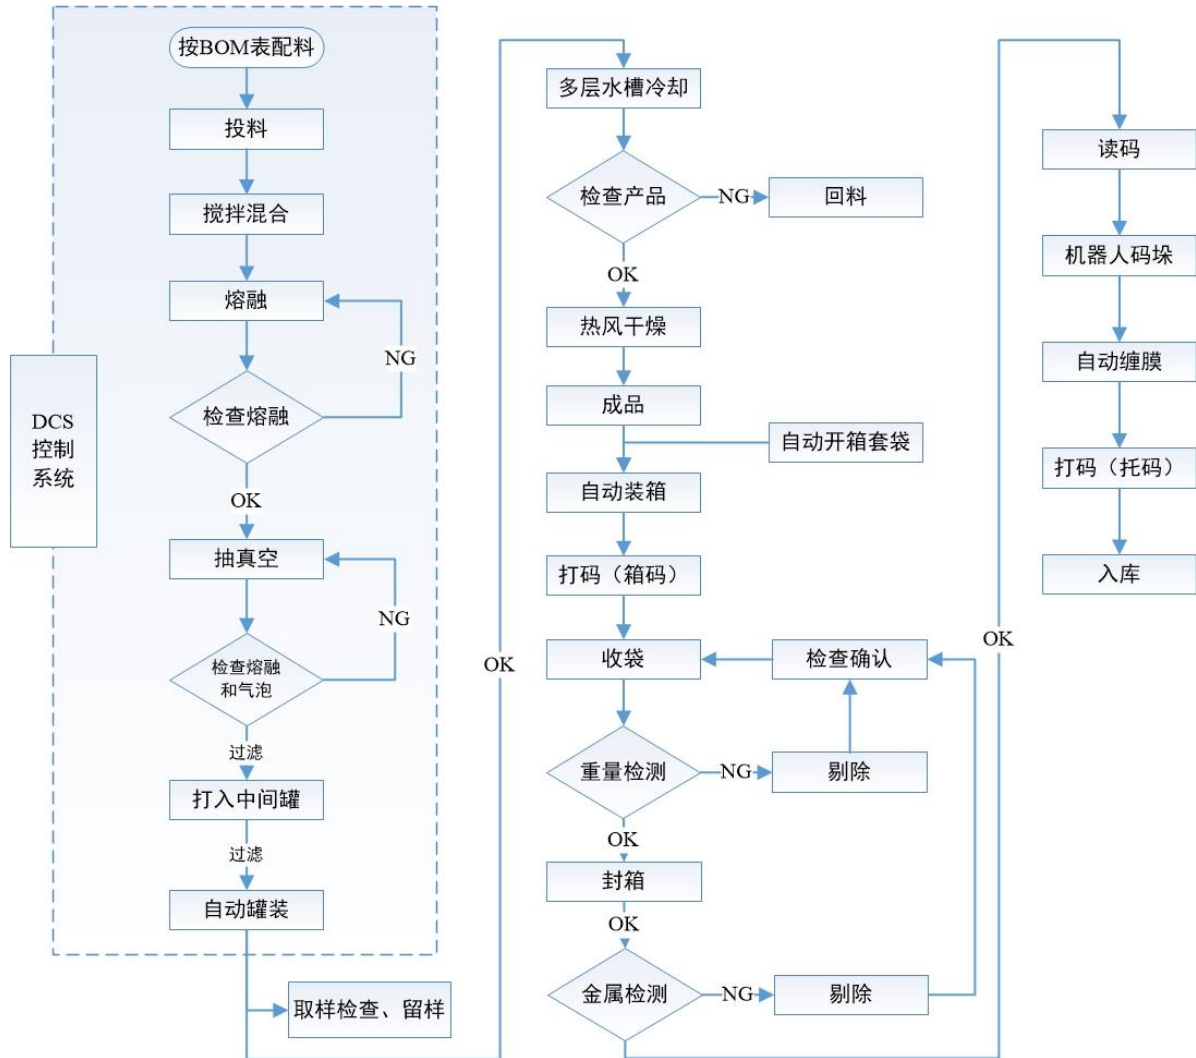 按BOM表配料
投料
搅拌混合
熔融
NG
检查熔融
DCS
控制
系统
OK
抽真空
NG
检查熔融
和气泡
过滤
打入中间罐
过滤
自动罐装
取样检查、留样
OK
多层水槽冷却
检查产品
NG
回料
OK
热风干燥
成品
自动开箱套袋
自动装箱
打码（箱码）
收袋
检查确认
重量检测
NG
剔除
OK
封箱
OK
金属检测
NG
剔除
OK
读码
机器人码垛
自动缠膜
打码（托码）
入库